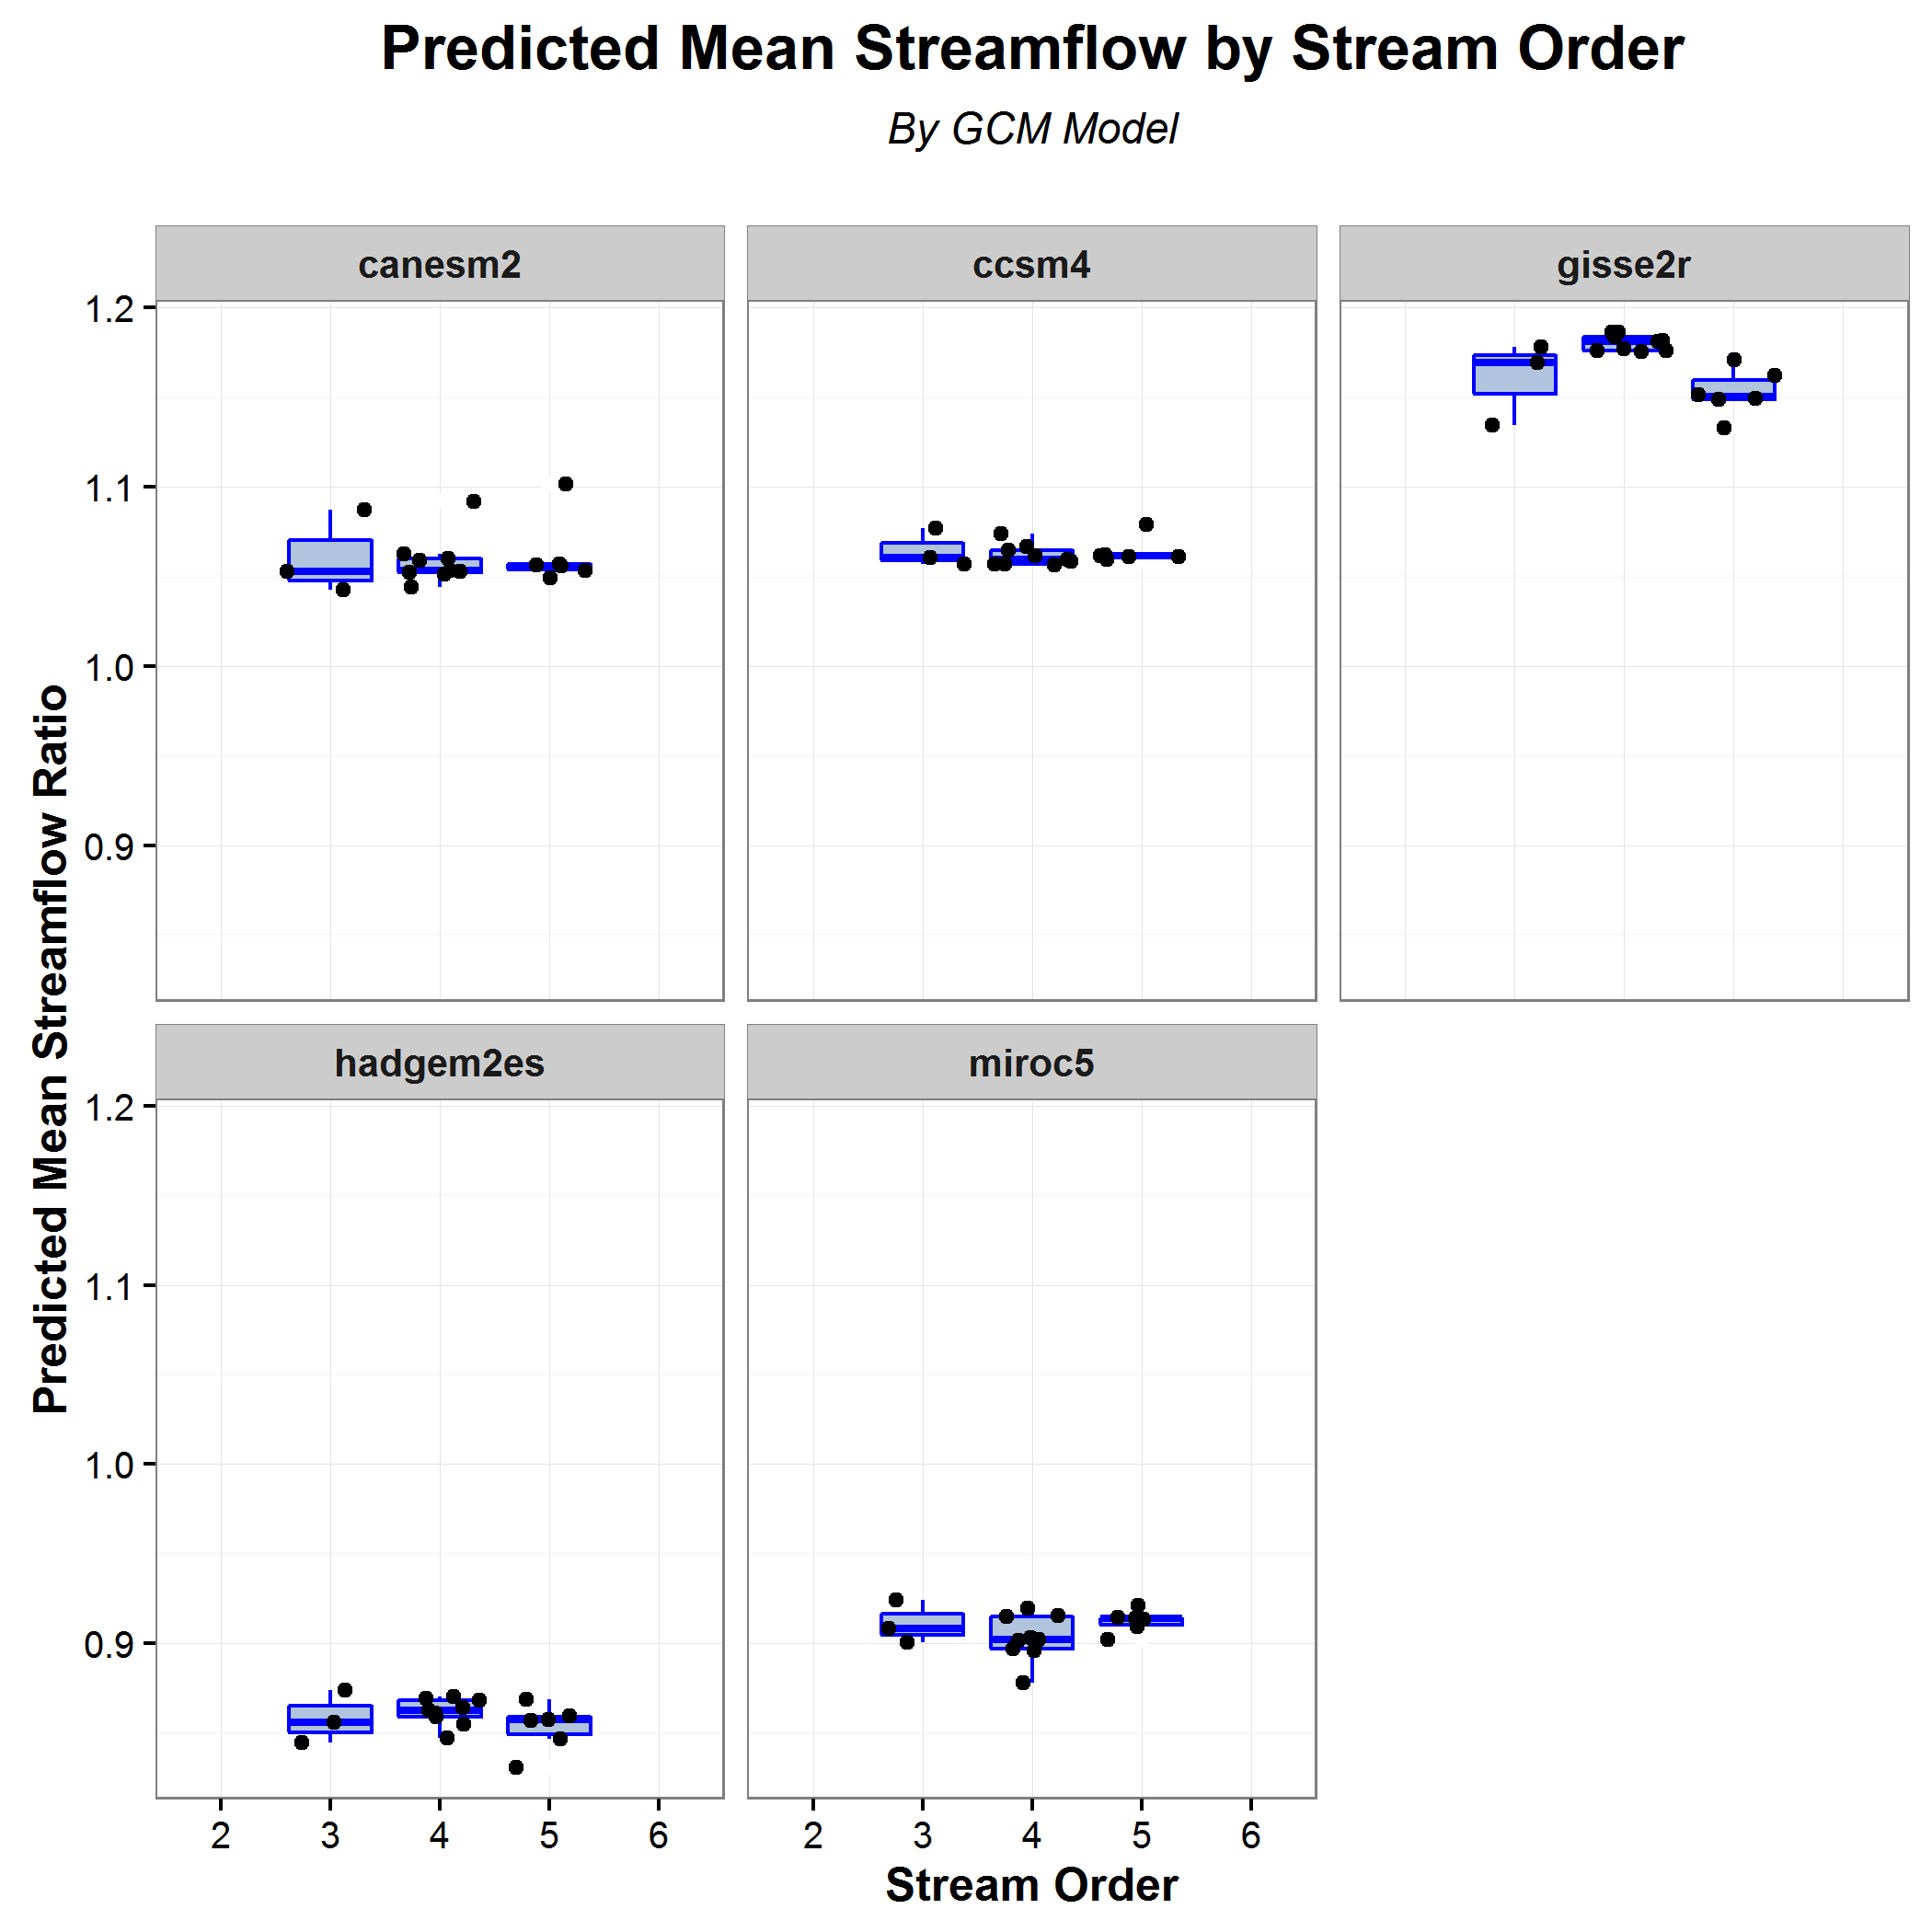 Predicted Mean Streamflow by Stream Order
By GCM Model
canesm2
ccsm4
gisse2r
1.2
1.1
1.0
0.9
Predicted Mean Streamflow Ratio
hadgem2es
miroc5
1.2
1.1
1.0
0.9
2 3 4 5 6
2 3 4 5 6
Stream Order